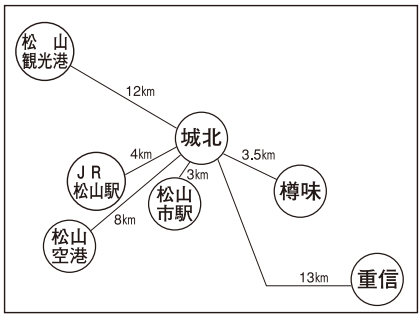 松　山
観光港
12km
城北
4km
3.5km
ＪＲ
松山駅
3km
松山
市駅
樽味
8km
松山
空港
13km
重信